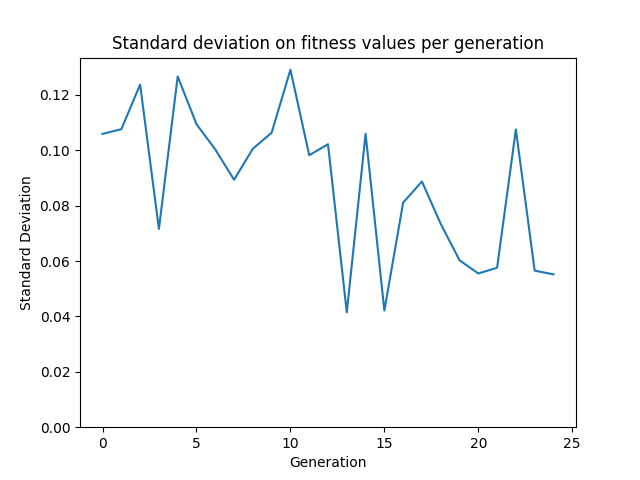 Standard deviation on fitness values per generation
0.12
0.10
0.08
0.06
0.04
0.02
0.00
Standard Deviation
0 5 10 15 20 25
Generation